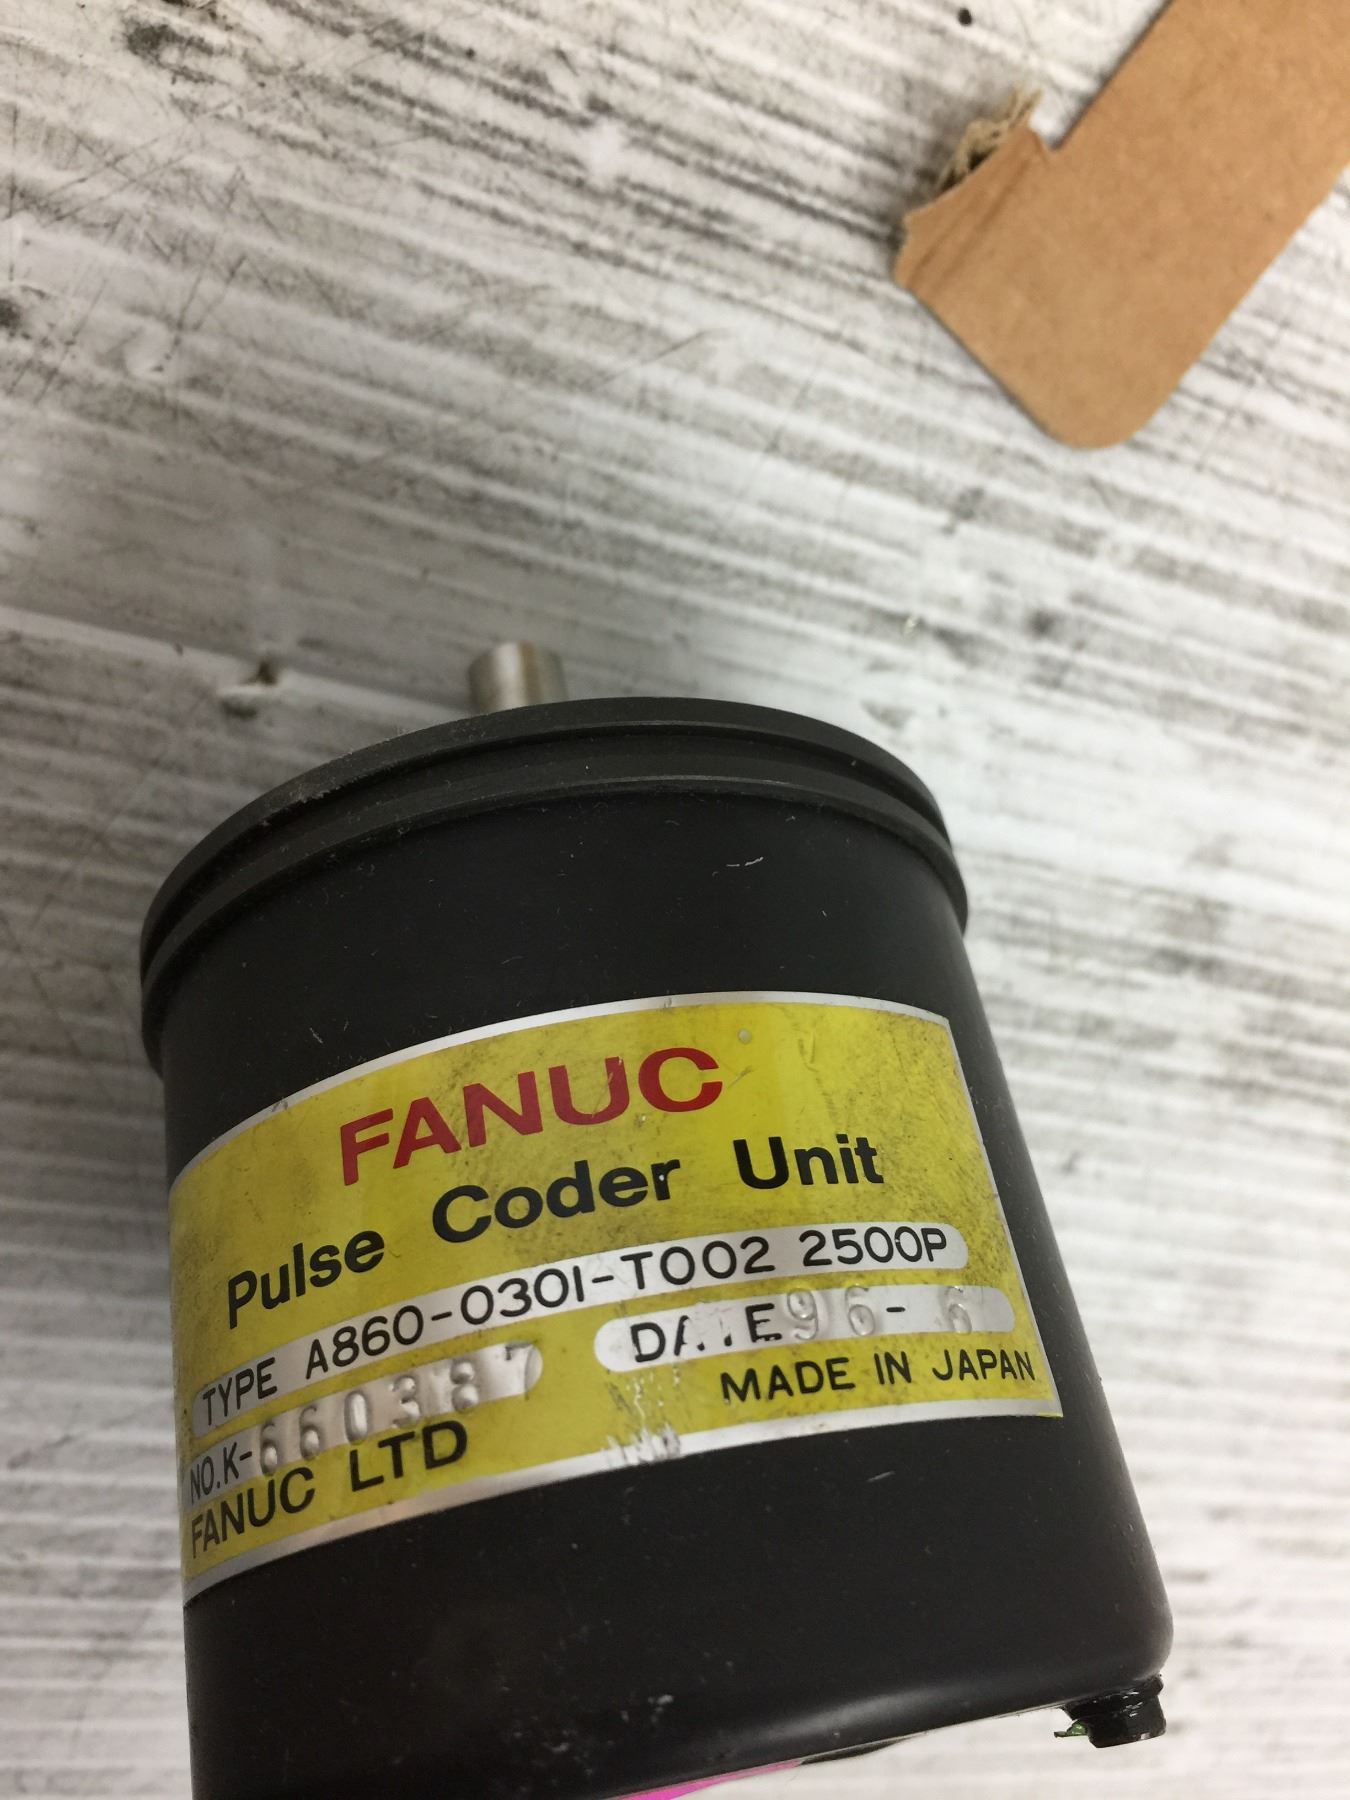 FANUC
Pulse Coder Unit
TYPE A860-0301-T002 2500P
NO.K-660387 DATE 96-6
FANUC LTD MADE IN JAPAN